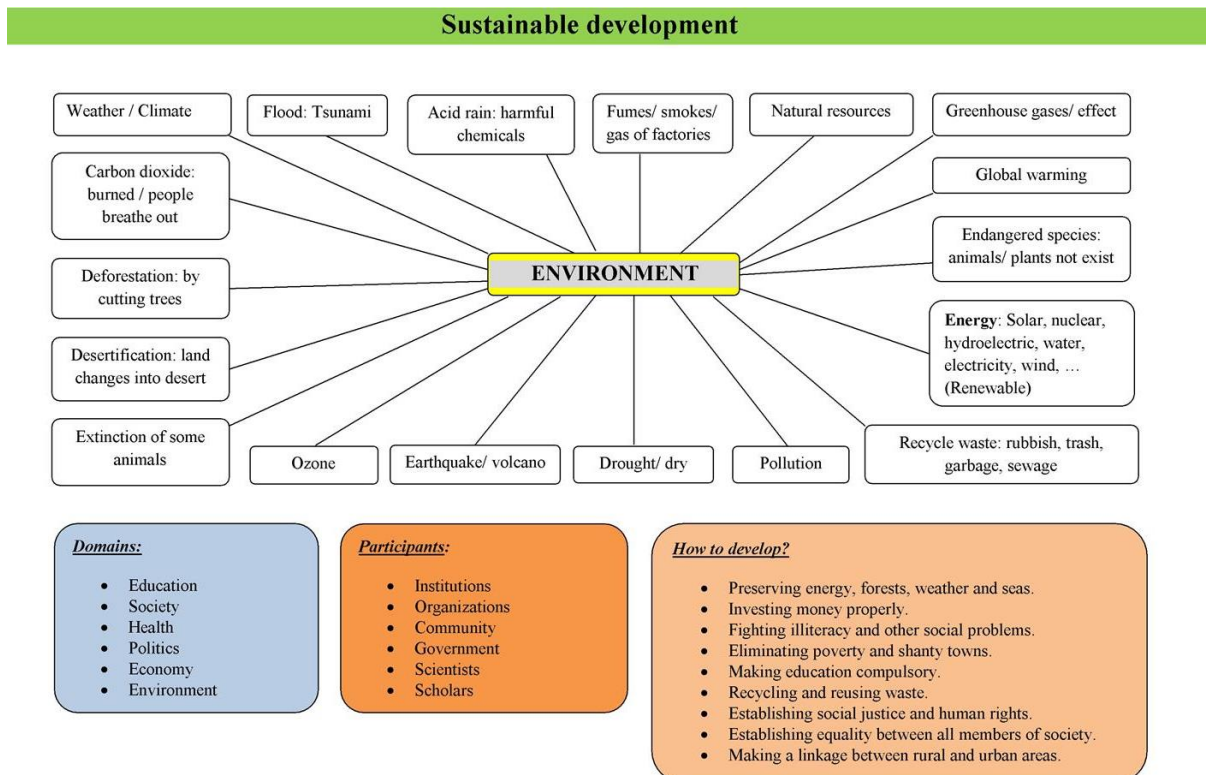 Sustainable development
Weather / Climate
Flood: Tsunami
Acid rain: harmful
chemicals
Fumes/ smokes/
gas of factories
Natural resources
Greenhouse gases/ effect
Carbon dioxide:
burned / people
breathe out
Global warming
Endangered species:
animals/ plants not exist
ENVIRONMENT
Deforestation: by
cutting trees
Energy: Solar, nuclear,
hydroelectric, water,
electricity, wind, …
(Renewable)
Desertification: land
changes into desert
Extinction of some
animals
Ozone
Earthquake/ volcano
Drought/ dry
Pollution
Recycle waste: rubbish, trash,
garbage, sewage
Domains:
• Education
• Society
• Health
• Politics
• Economy
• Environment
Participants:
• Institutions
• Organizations
• Community
• Government
• Scientists
• Scholars
How to develop?
• Preserving energy, forests, weather and seas.
• Investing money properly.
• Fighting illiteracy and other social problems.
• Eliminating poverty and shanty towns.
• Making education compulsory.
• Recycling and reusing waste.
• Establishing social justice and human rights.
• Establishing equality between all members of society.
• Making a linkage between rural and urban areas.